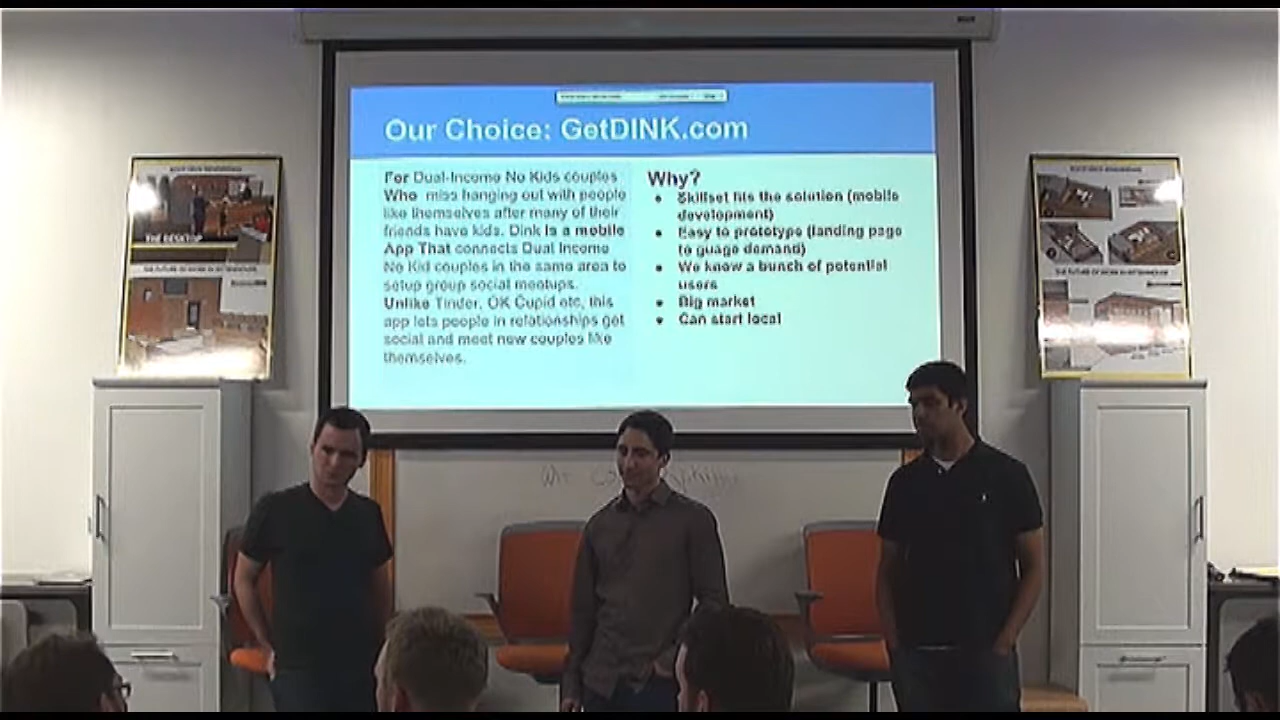 Our Choice: GetDINK.com
For Dual-Income No Kids couples
Who miss hanging out with people
like themselves after many of their
friends have kids. Dink is a mobile
App That connects Dual Income
No Kid couples in the same area to
setup group social meetups.
Unlike Tinder, OK Cupid etc, this
app lets people in relationships get
social and meet new couples like
themselves.
Why?
• Skillset fits the solution (mobile
development)
• Easy to prototype (landing page
to guage demand)
• We know a bunch of potential
users
• Big market
• Can start local
THE DESKTOP